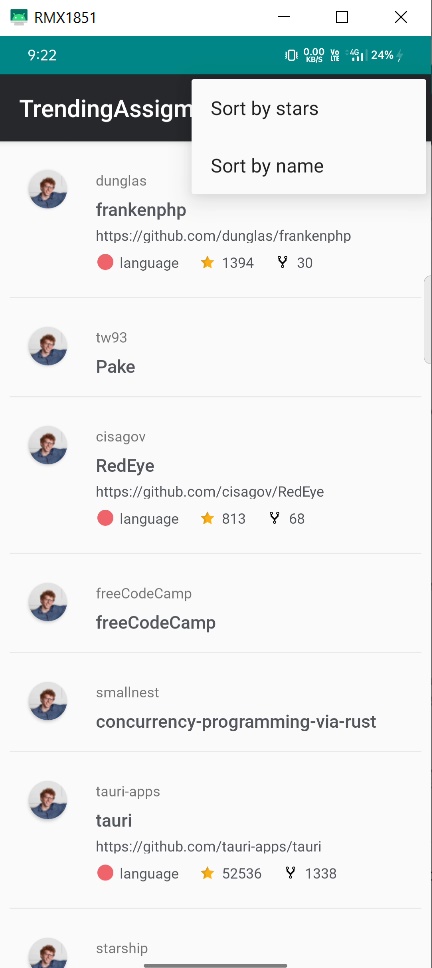 RMX1851
9:22
0.00
KB/S
Vo
LTE
4G
24%
TrendingAssigm
Sort by stars
Sort by name
dunglas
frankenphp
https://github.com/dunglas/frankenphp
language 1394 30
tw93
Pake
cisagov
RedEye
https://github.com/cisagov/RedEye
language 813 68
freeCodeCamp
freeCodeCamp
smallnest
concurrency-programming-via-rust
tauri-apps
tauri
https://github.com/tauri-apps/tauri
language 52536 1338
starship